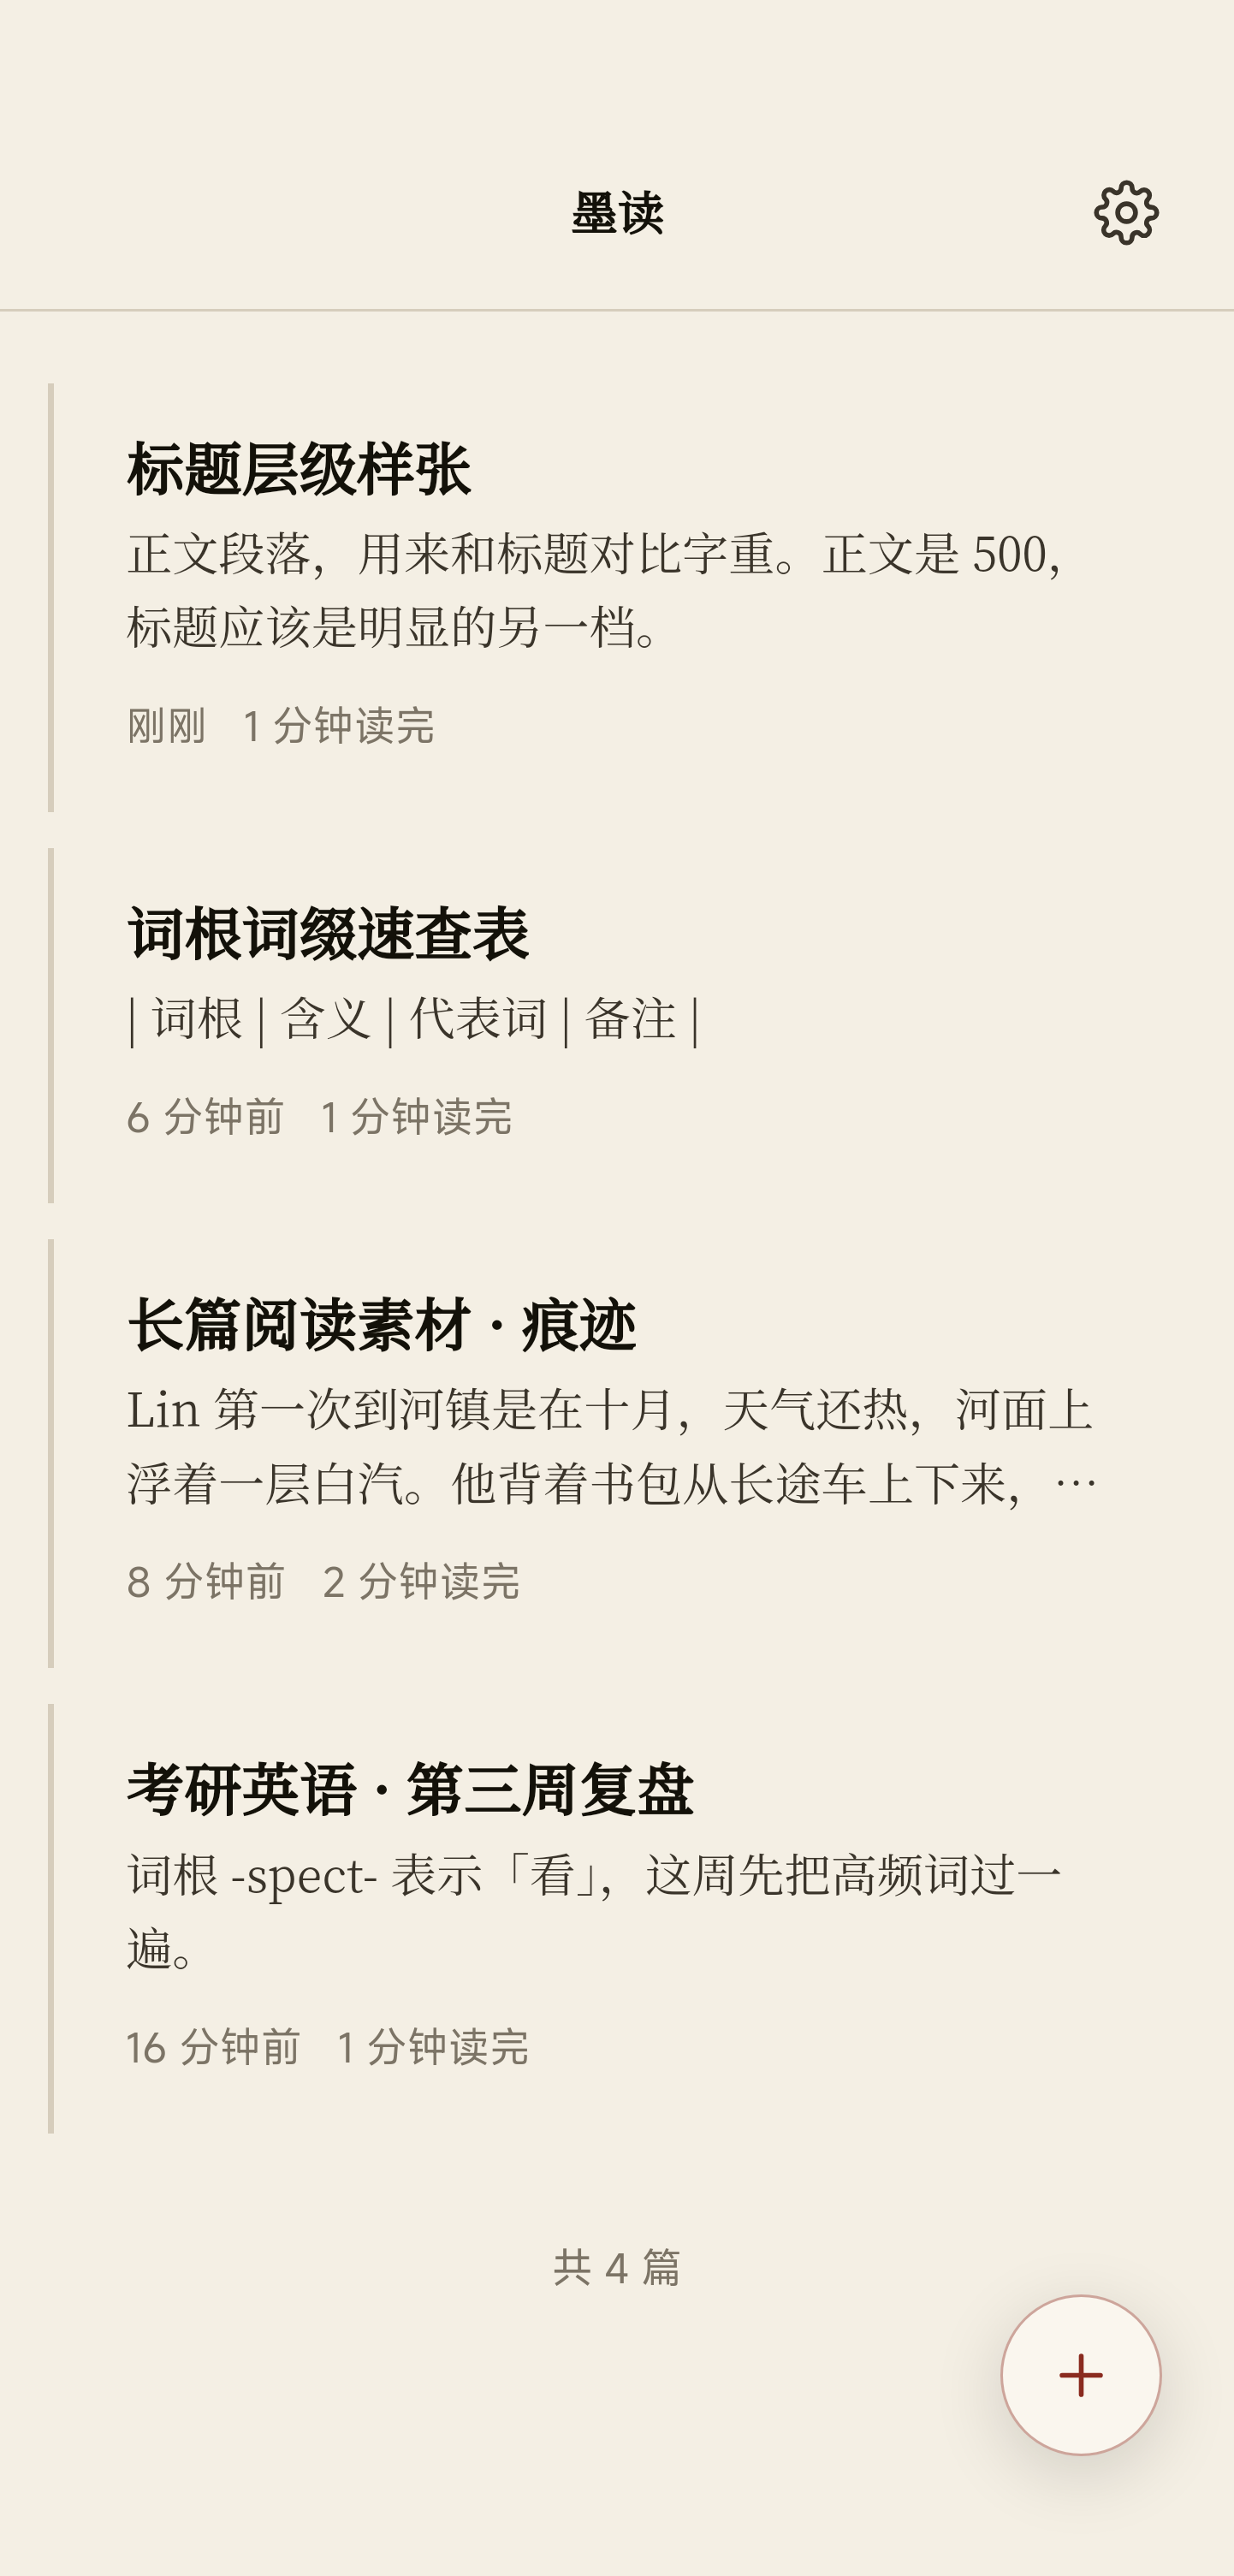 墨读
标题层级样张
正文段落，用来和标题对比字重。正文是 500，
标题应该是明显的另一档。
刚刚 1 分钟读完
词根词缀速查表
| 词根 | 含义 | 代表词 | 备注 |
6 分钟前 1 分钟读完
长篇阅读素材 · 痕迹
Lin 第一次到河镇是在十月，天气还热，河面上
浮着一层白汽。他背着书包从长途车上下来，…
8 分钟前 2 分钟读完
考研英语 · 第三周复盘
词根 -spect- 表示「看」，这周先把高频词过一
遍。
16 分钟前 1 分钟读完
共 4 篇